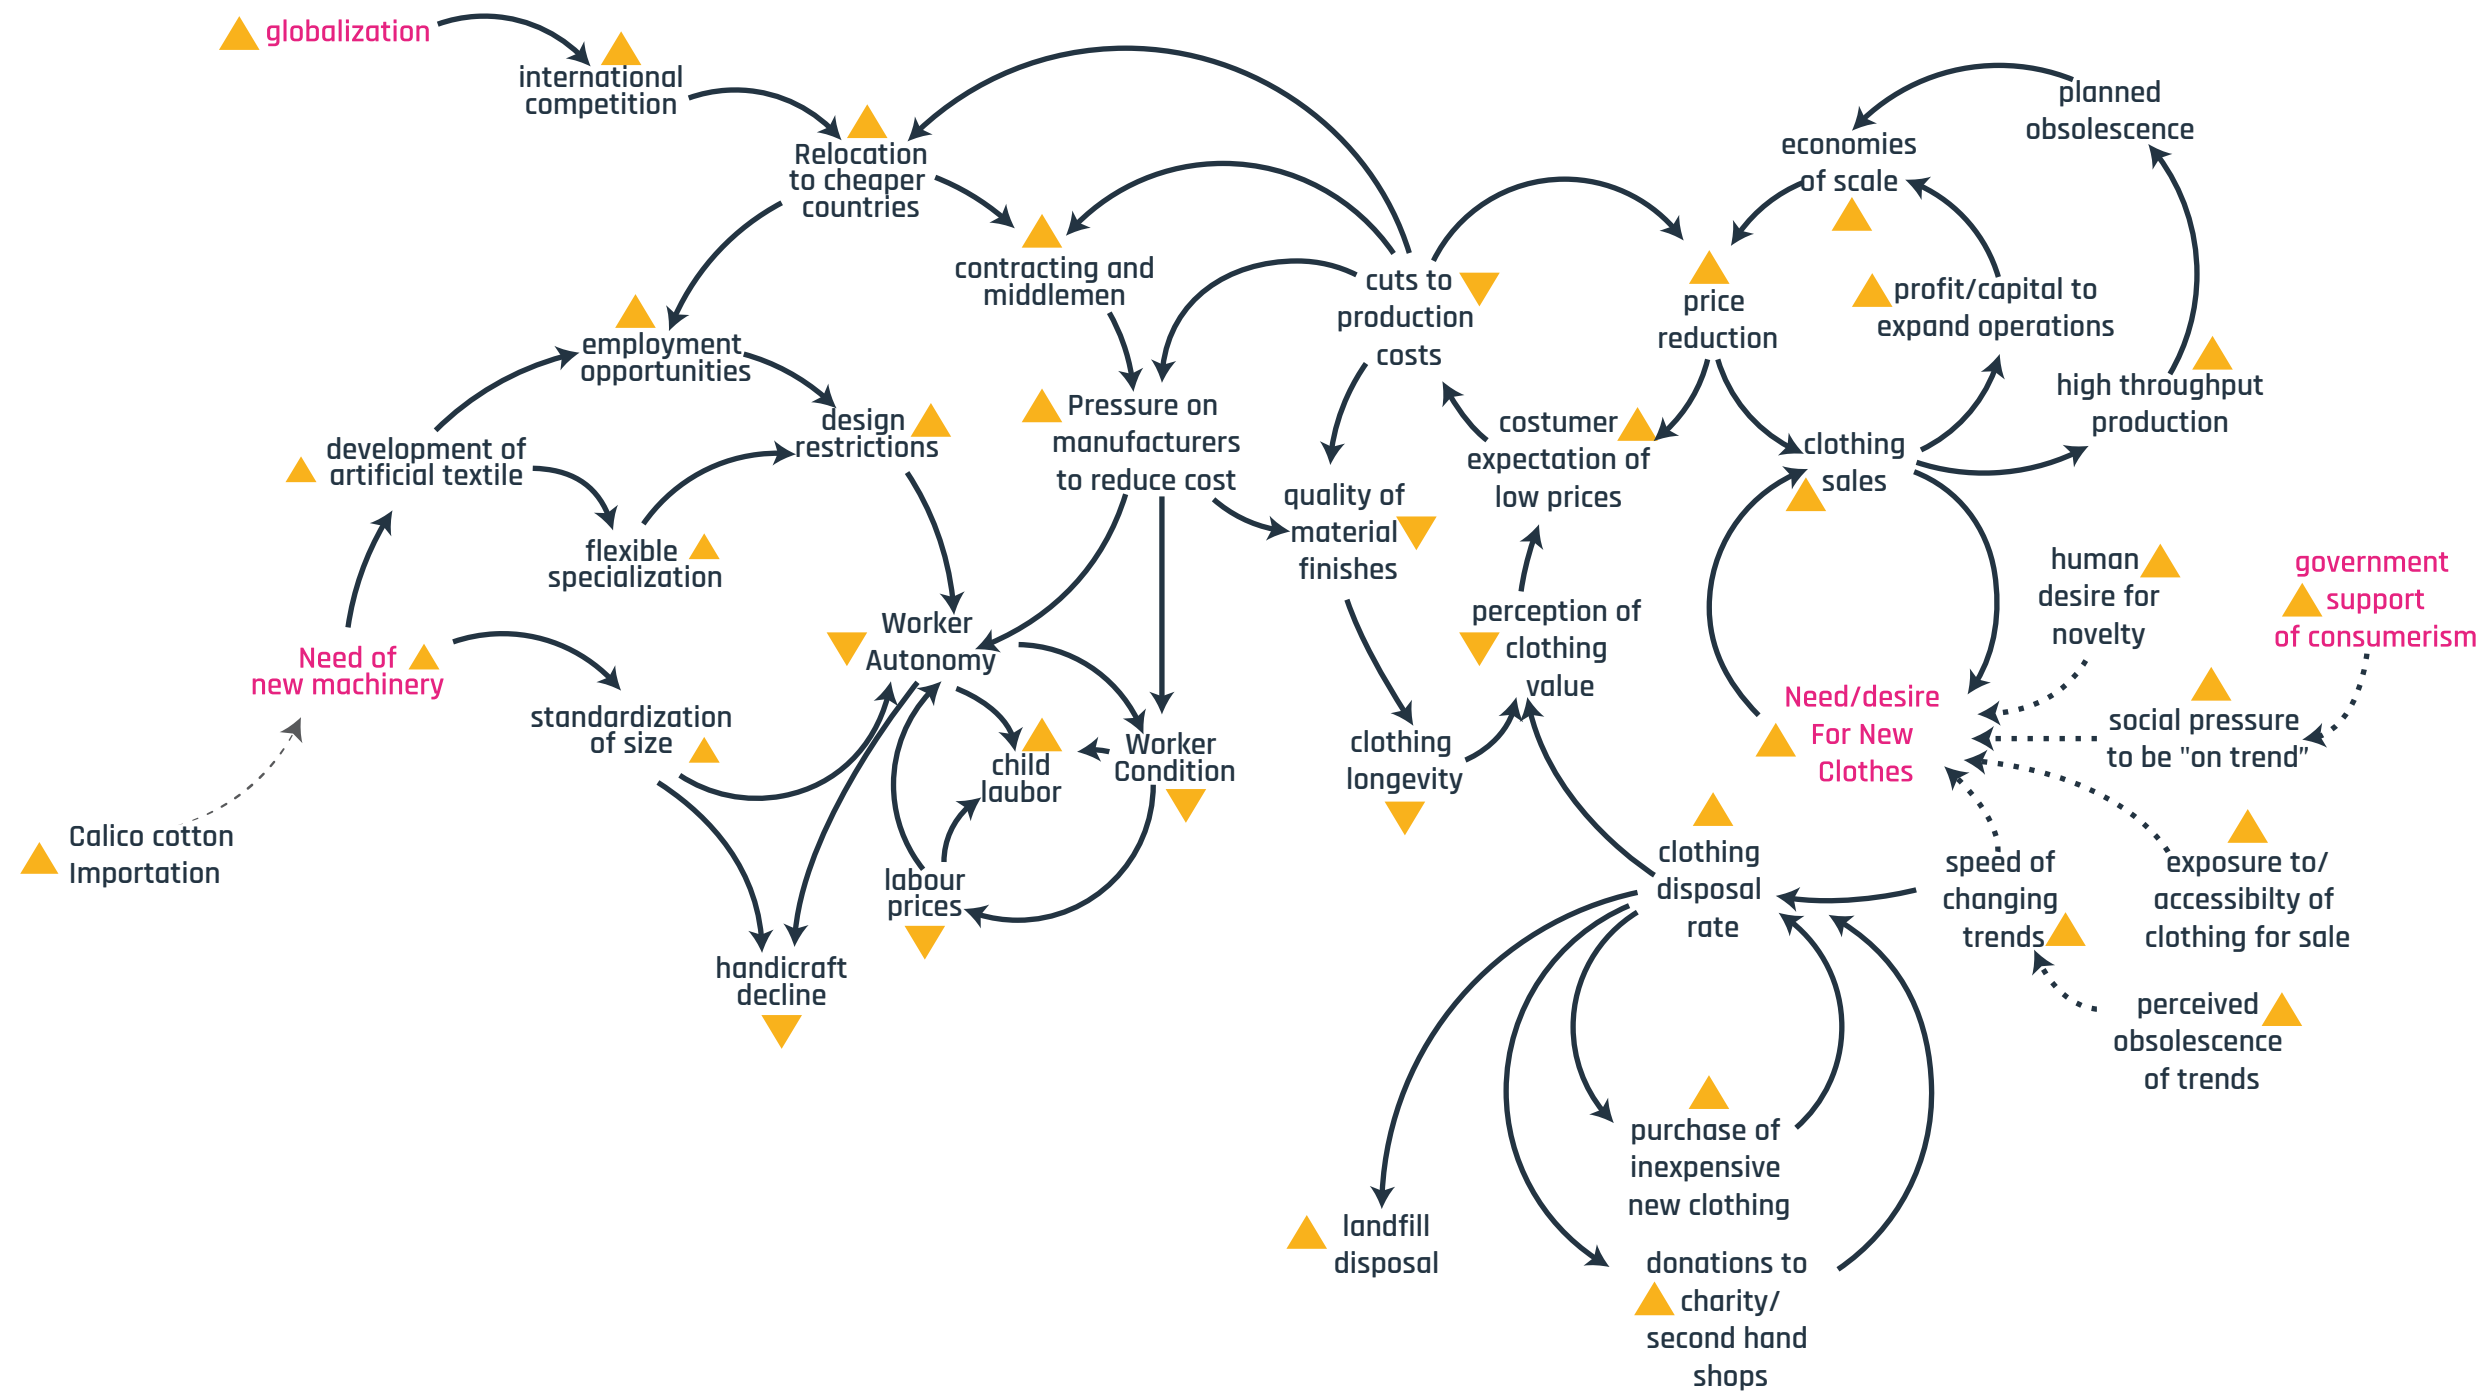 globalization
international
competition
Relocation
to cheaper
countries
contracting and
middlemen
employment
opportunities
design
restrictions
development of
artificial textile
flexible
specialization
Need of
new machinery
standardization
of size
Calico cotton
Importation
handicraft
decline
Worker
Autonomy
child
laubor
Worker
Condition
labour
prices
Pressure on
manufacturers
to reduce cost
cuts to
production
costs
quality of
material
finishes
clothing
longevity
perception of
clothing
value
costumer
expectation of
low prices
price
reduction
economies
of scale
planned
obsolescence
profit/capital to
expand operations
high throughput
production
clothing
sales
human
desire for
novelty
government
support
of consumerism
Need/desire
For New
Clothes
social pressure
to be "on trend"
exposure to/
accessibilty of
clothing for sale
speed of
changing
trends
perceived
obsolescence
of trends
clothing
disposal
rate
purchase of
inexpensive
new clothing
landfill
disposal
donations to
charity/
second hand
shops